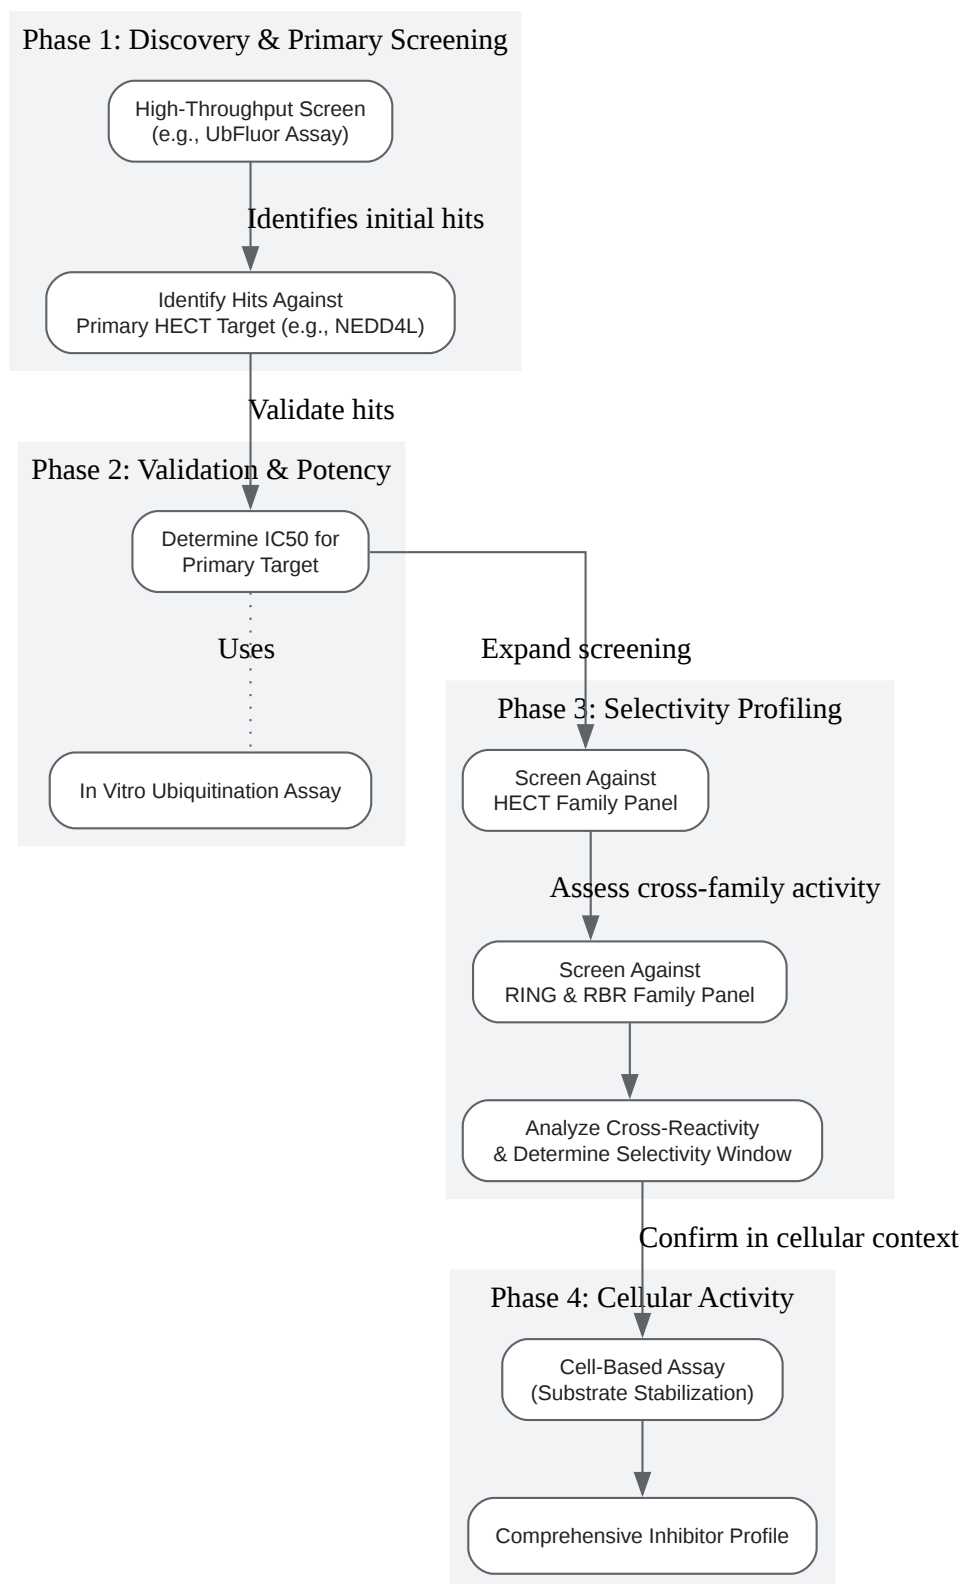 Phase 1: Discovery & Primary Screening
High-Throughput Screen
(e.g., UbFluor Assay)
Identifies initial hits
Identify Hits Against
Primary HECT Target (e.g., NEDD4L)
Validate hits
Phase 2: Validation & Potency
Determine IC50 for
Primary Target
Uses
In Vitro Ubiquitination Assay
Expand screening
Phase 3: Selectivity Profiling
Screen Against
HECT Family Panel
Assess cross-family activity
Screen Against
RING & RBR Family Panel
Analyze Cross-Reactivity
& Determine Selectivity Window
Confirm in cellular context
Phase 4: Cellular Activity
Cell-Based Assay
(Substrate Stabilization)
Comprehensive Inhibitor Profile